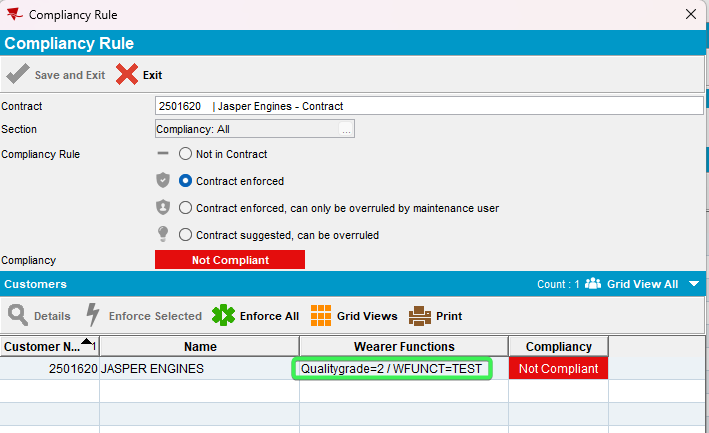 Compliancy Rule
Compliancy Rule
Save and Exit Exit
Contract 2501620 | Jasper Engines - Contract
Section Compliancy: All ...
Compliancy Rule Not in Contract
Contract enforced
Contract enforced, can only be overruled by maintenance user
Contract suggested, can be overruled
Compliancy Not Compliant
Customers Count : 1 Grid View All
Details Enforce Selected Enforce All Grid Views Print
Customer N... 1 Name Wearer Functions Compliancy
2501620 JASPER ENGINES Qualitygrade=2 / WFUNCT=TEST Not Compliant